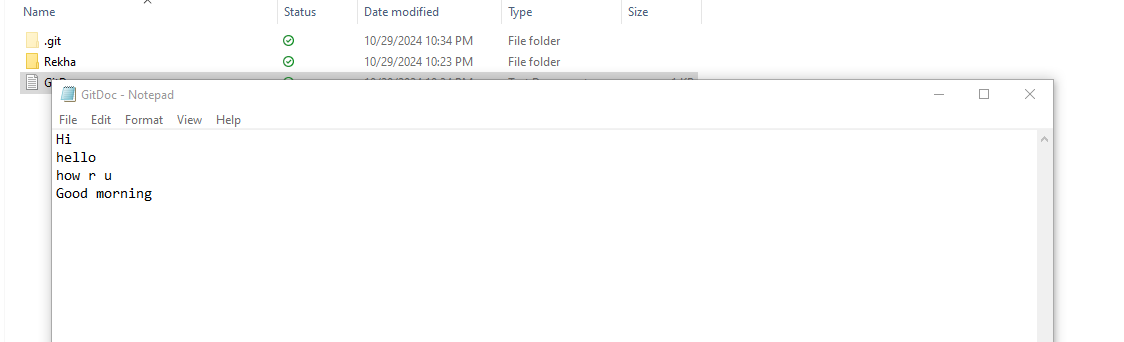 Name Status Date modified Type Size
.git 10/29/2024 10:34 PM File folder
Rekha 10/29/2024 10:23 PM File folder
GitDoc - Notepad
File Edit Format View Help
Hi
hello
how r u
Good morning